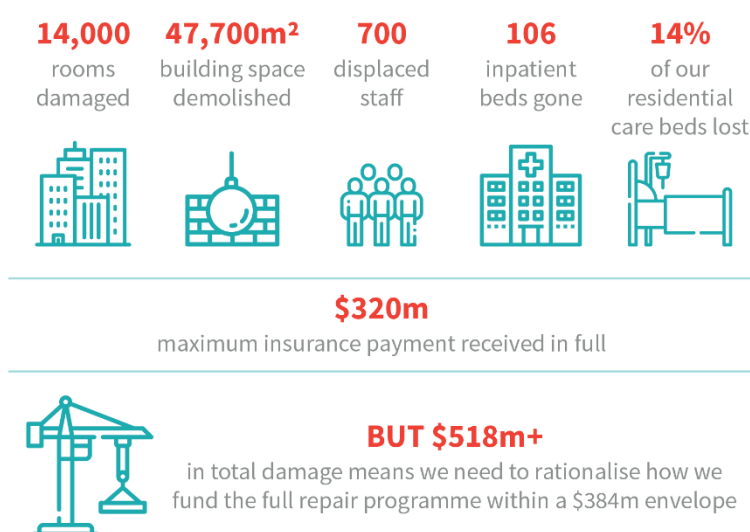 14,000
rooms
damaged
47,700m²
building space
demolished
700
displaced
staff
106
inpatient
beds gone
14%
of our
residential
care beds lost
$320m
maximum insurance payment received in full
BUT $518m+
in total damage means we need to rationalise how we
fund the full repair programme within a $384m envelope